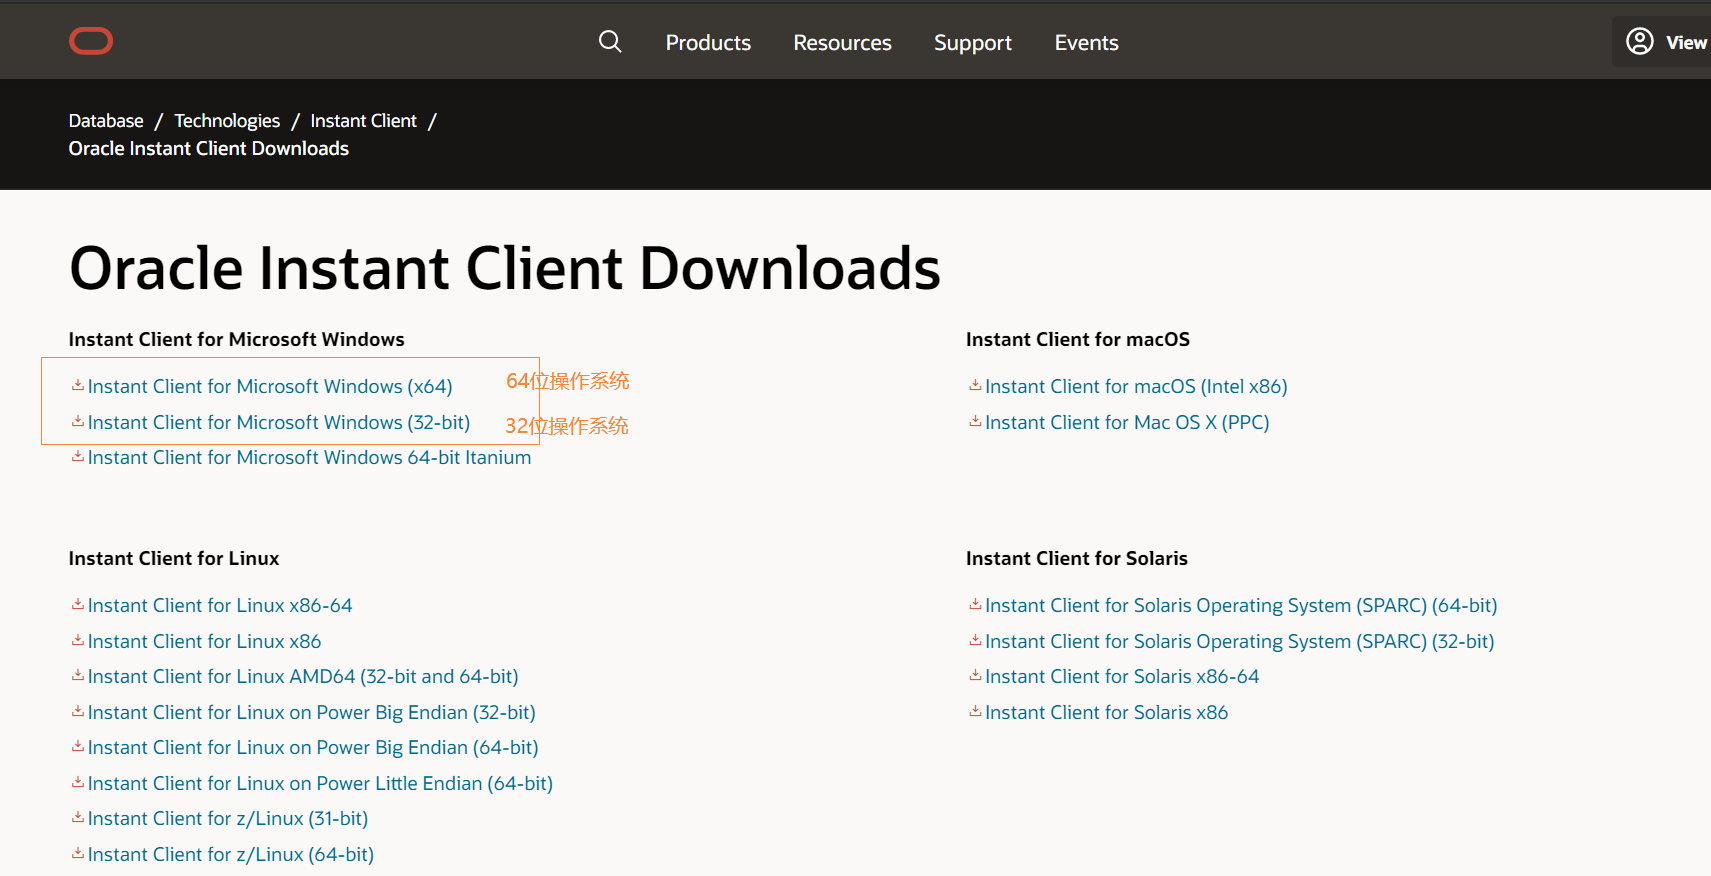 Products Resources Support Events View
Database / Technologies / Instant Client /
Oracle Instant Client Downloads
Oracle Instant Client Downloads
Instant Client for Microsoft Windows
Instant Client for Microsoft Windows (x64) 64位操作系统
Instant Client for Microsoft Windows (32-bit) 32位操作系统
Instant Client for Microsoft Windows 64-bit Itanium
Instant Client for macOS
Instant Client for macOS (Intel x86)
Instant Client for Mac OS X (PPC)
Instant Client for Linux
Instant Client for Linux x86-64
Instant Client for Linux x86
Instant Client for Linux AMD64 (32-bit and 64-bit)
Instant Client for Linux on Power Big Endian (32-bit)
Instant Client for Linux on Power Big Endian (64-bit)
Instant Client for Linux on Power Little Endian (64-bit)
Instant Client for z/Linux (31-bit)
Instant Client for z/Linux (64-bit)
Instant Client for Solaris
Instant Client for Solaris Operating System (SPARC) (64-bit)
Instant Client for Solaris Operating System (SPARC) (32-bit)
Instant Client for Solaris x86-64
Instant Client for Solaris x86